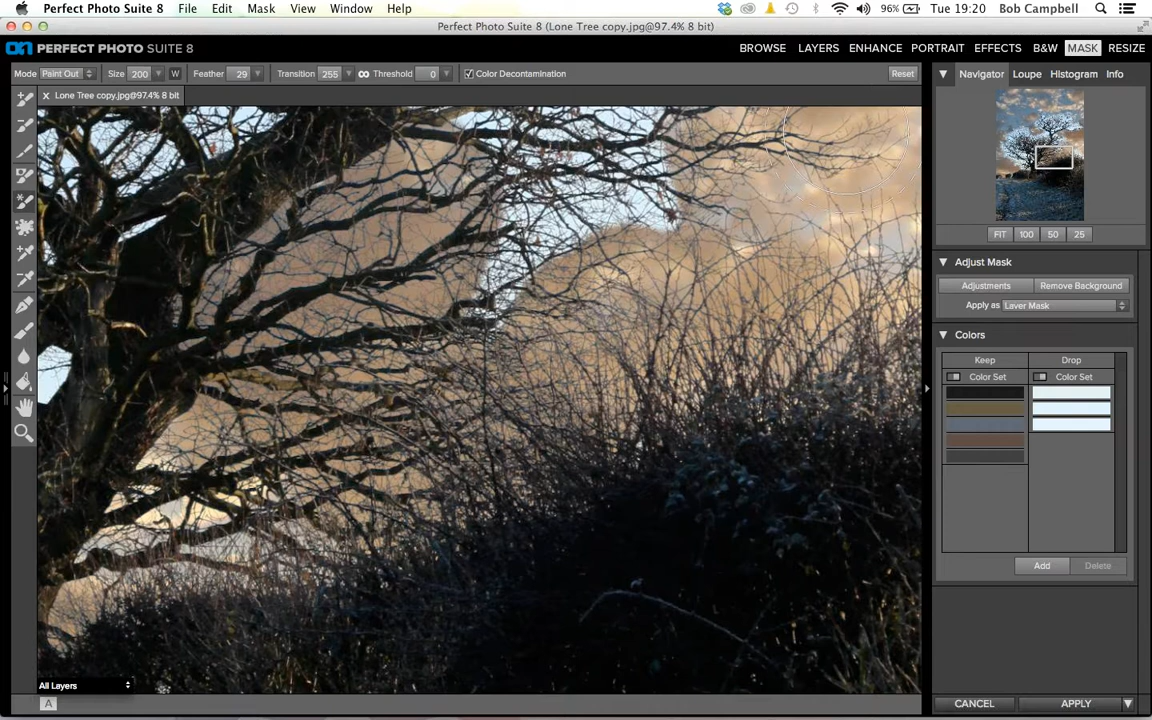 Perfect Photo Suite 8 File Edit Mask View Window Help 96% Tue 19:20 Bob Campbell
Perfect Photo Suite 8 (Lone Tree copy.jpg@97.4% 8 bit)
on PERFECT PHOTO SUITE 8 BROWSE LAYERS ENHANCE PORTRAIT EFFECTS B&W MASK RESIZE
Mode Paint Out Size 200 W Feather 29 Transition 255 Threshold 0 Color Decontamination Reset
Navigator Loupe Histogram Info
× Lone Tree copy.jpg@97.4% 8 bit
FIT 100 50 25
Adjust Mask
Adjustments Remove Background
Apply as Layer Mask
Colors
Keep Drop
Color Set Color Set
Add Delete
All Layers
A
CANCEL APPLY